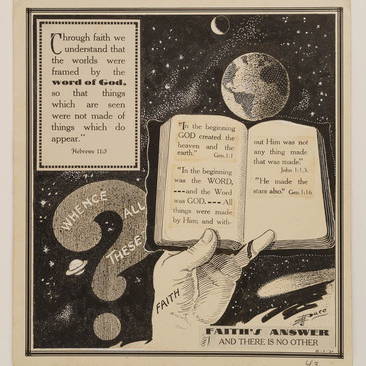 Through faith we
understand that
the worlds were
framed by the
word of God,
so that things
which are seen
were not made of
things which do
appear."
Hebrews 11:3
"In the beginning
GOD created the
heaven and the
earth." Gen. 1:1
"In the beginning
was the WORD,
---and the Word
was GOD, --- All
things were made
by Him; and with-
out Him was not
any thing made
that was made."
John 1:1,3.
"He made the
stars also." Gen. 1:16
WHENCE ALL
THESE
?
FAITH
FAITH'S ANSWER
AND THERE IS NO OTHER